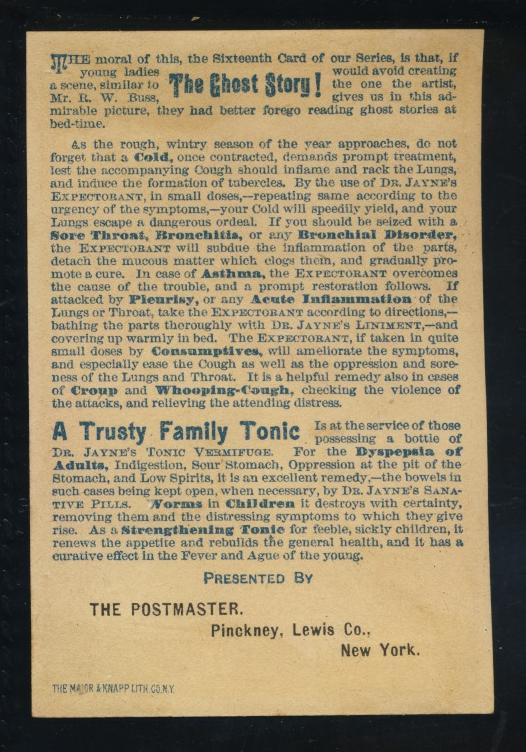 THE moral of this, the Sixteenth Card of our Series, is that, if
young ladies would avoid creating
a scene, similar to The Ghost Story! the one the artist,
Mr. R. W. Buss, gives us in this ad-
mirable picture, they had better forego reading ghost stories at
bed-time.
As the rough, wintry season of the year approaches, do not
forget that a Cold, once contracted, demands prompt treatment,
lest the accompanying Cough should inflame and rack the Lungs,
and induce the formation of tubercles. By the use of DR. JAYNE'S
EXPECTORANT, in small doses,—repeating same according to the
urgency of the symptoms,—your Cold will speedily yield, and your
Lungs escape a dangerous ordeal. If you should be seized with a
Sore Throat, Bronchitis, or any Bronchial Disorder,
the EXPECTORANT will subdue the inflammation of the parts,
detach the mucous matter which clogs them, and gradually pro-
mote a cure. In case of Asthma, the EXPECTORANT overcomes
the cause of the trouble, and a prompt restoration follows. If
attacked by Pleurisy, or any Acute Inflammation of the
Lungs or Throat, take the EXPECTORANT according to directions,—
bathing the parts thoroughly with DR. JAYNE'S LINIMENT,—and
covering up warmly in bed. The EXPECTORANT, if taken in quite
small doses by Consumptives, will ameliorate the symptoms,
and especially ease the Cough as well as the oppression and sore-
ness of the Lungs and Throat. It is a helpful remedy also in cases
of Croup and Whooping-Cough, checking the violence of
the attacks, and relieving the attending distress.
A Trusty Family Tonic Is at the service of those
possessing a bottle of
DR. JAYNE'S TONIC VERMIFUGE. For the Dyspepsia of
Adults, Indigestion, Sour Stomach, Oppression at the pit of the
Stomach, and Low Spirits, it is an excellent remedy,—the bowels in
such cases being kept open, when necessary, by DR. JAYNE'S SANA-
TIVE PILLS. Worms in Children it destroys with certainty,
removing them and the distressing symptoms to which they give
rise. As a Strengthening Tonic for feeble, sickly children, it
renews the appetite and rebuilds the general health, and it has a
curative effect in the Fever and Ague of the young.
PRESENTED BY
THE POSTMASTER.
Pinckney, Lewis Co.,
New York.
THE MAJOR & KNAPP LITH. CO. N.Y.